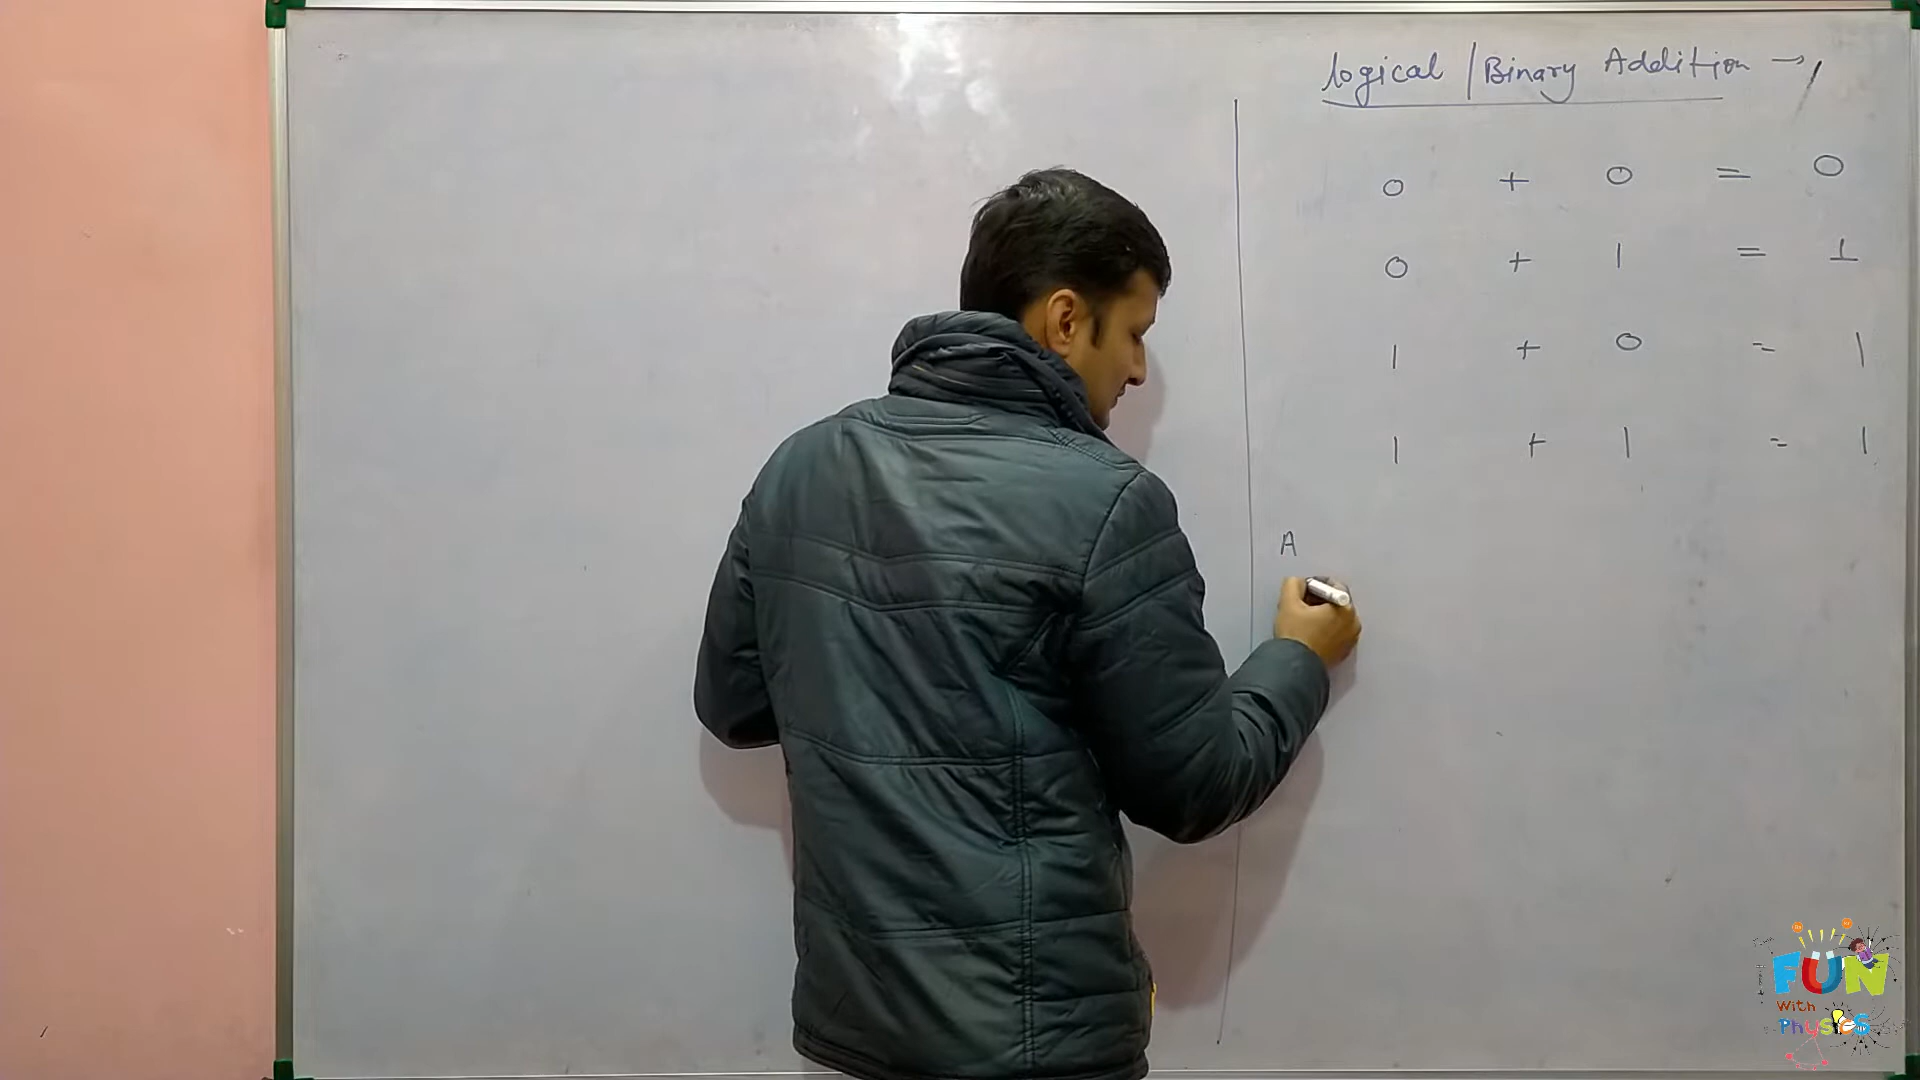 Logical / Binary Addition →
0 + 0 = 0
0 + 1 = 1
1 + 0 = 1
1 + 1 = 1
A
FUN
With
Physics